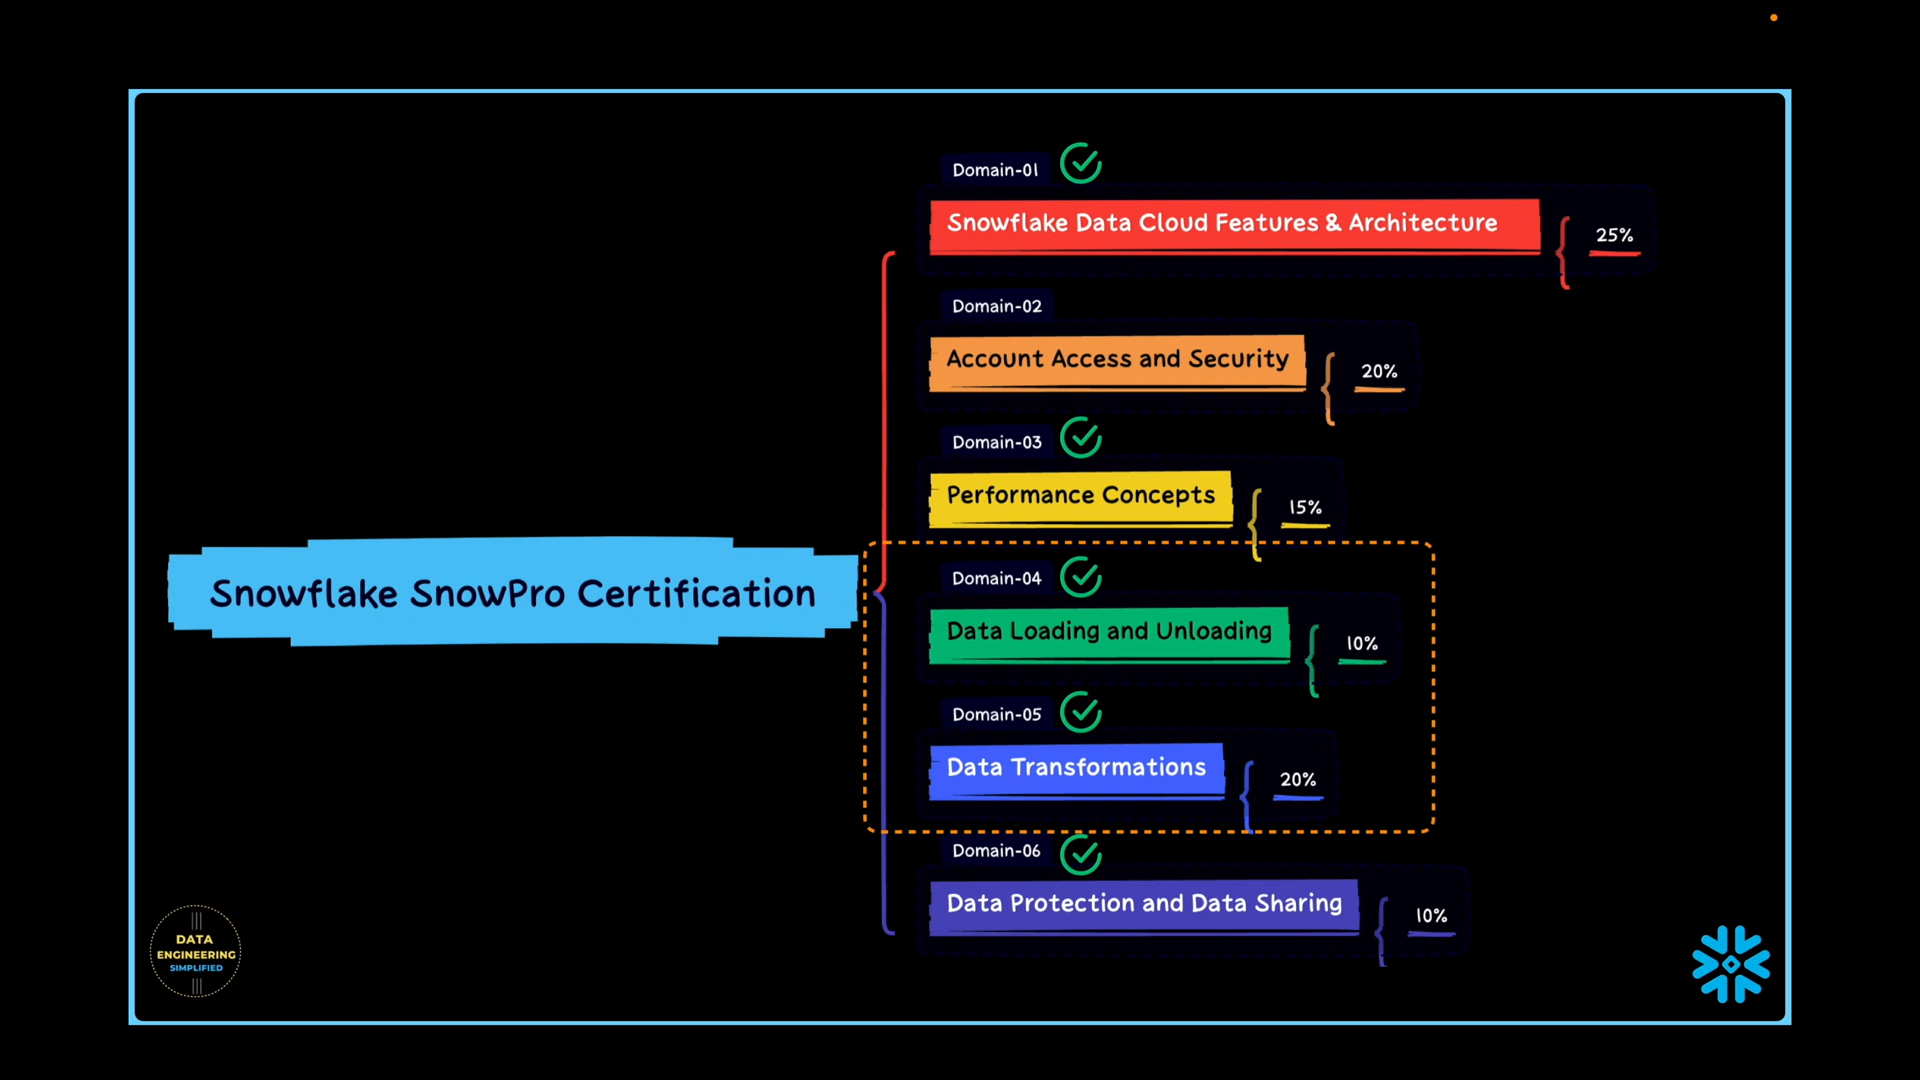 Domain-01
Snowflake Data Cloud Features & Architecture
25%
Domain-02
Account Access and Security
20%
Domain-03
Performance Concepts
15%
Snowflake SnowPro Certification
Domain-04
Data Loading and Unloading
10%
Domain-05
Data Transformations
20%
Domain-06
Data Protection and Data Sharing
10%
DATA
ENGINEERING
SIMPLIFIED